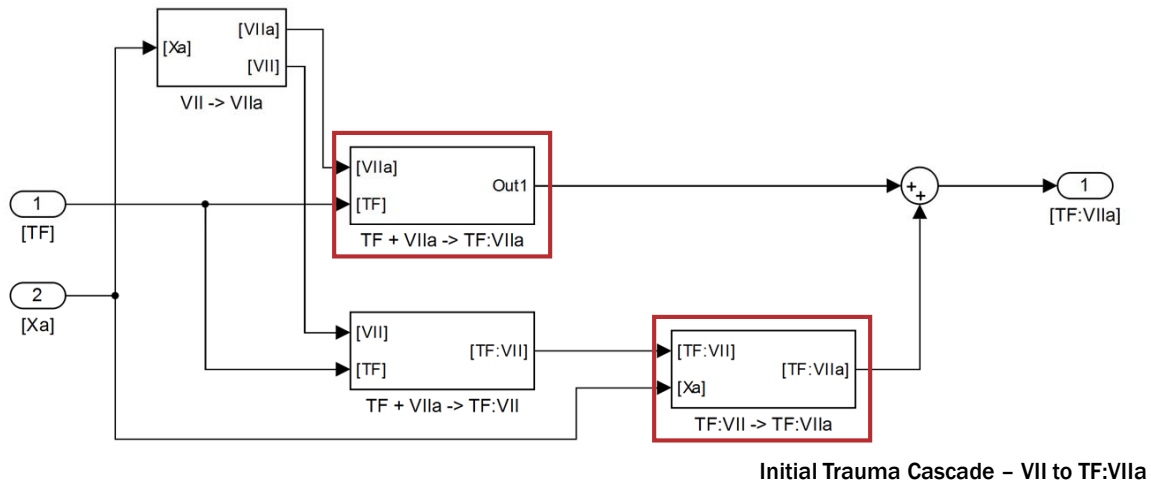 [Xa]
[VIIa]
[VII]
VII -> VIIa
[VIIa]
[TF]
Out1
TF + VIIa -> TF:VIIa
1
[TF]
2
[Xa]
[VII]
[TF]
[TF:VII]
TF + VIIa -> TF:VII
[TF:VII]
[Xa]
[TF:VIIa]
TF:VII -> TF:VIIa
+
+
1
[TF:VIIa]
Initial Trauma Cascade – VII to TF:VIIa